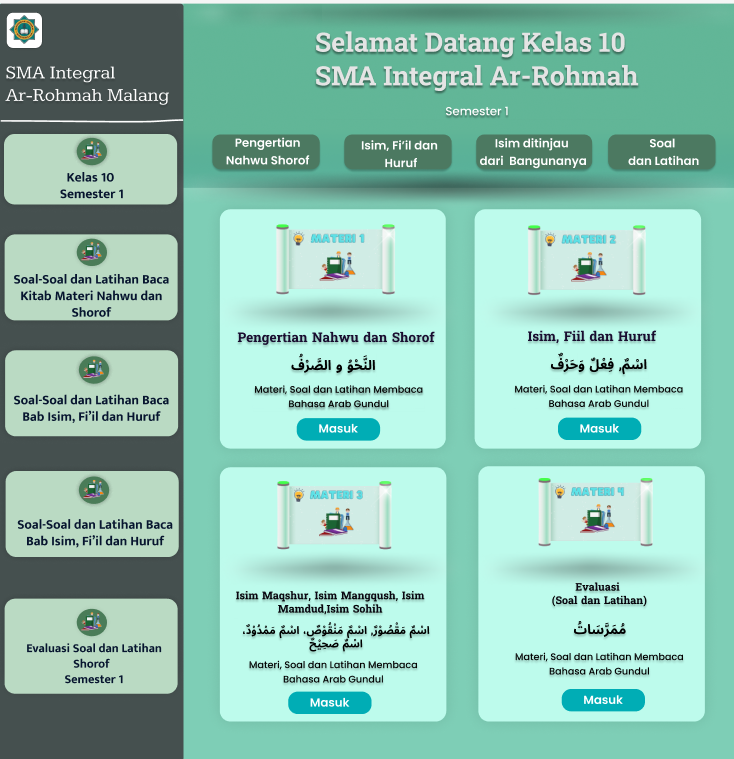 SMA Integral
Ar-Rohmah Malang
Kelas 10
Semester 1
Soal-Soal dan Latihan Baca
Kitab Materi Nahwu dan
Shorof
Soal-Soal dan Latihan Baca
Bab Isim, Fi'il dan Huruf
Soal-Soal dan Latihan Baca
Bab Isim, Fi'il dan Huruf
Evaluasi Soal dan Latihan
Shorof
Semester 1
Selamat Datang Kelas 10
SMA Integral Ar-Rohmah
Semester 1
Pengertian
Nahwu Shorof
Isim, Fi'il dan
Huruf
Isim ditinjau
dari Bangunanya
Soal
dan Latihan
MATERI 1
Pengertian Nahwu dan Shorof
النَّحْوُ و الصَّرْفُ
Materi, Soal dan Latihan Membaca
Bahasa Arab Gundul
Masuk
MATERI 2
Isim, Fiil dan Huruf
اسْمٌ, فِعْلٌ وَحَرْفٌ
Materi, Soal dan Latihan Membaca
Bahasa Arab Gundul
Masuk
MATERI 3
Isim Maqshur, Isim Mangqush, Isim
Mamdud,Isim Sohih
اسْمٌ مَقْصُوْرٌ, اسْمٌ مَنْقُوْصٌ، اسْمٌ مَمْدُوْدٌ،
اسْمٌ صَحِيْحٌ
Materi, Soal dan Latihan Membaca
Bahasa Arab Gundul
Masuk
MATERI 4
Evaluasi
(Soal dan Latihan)
مُمَرَّسَاتُ
Materi, Soal dan Latihan Membaca
Bahasa Arab Gundul
Masuk